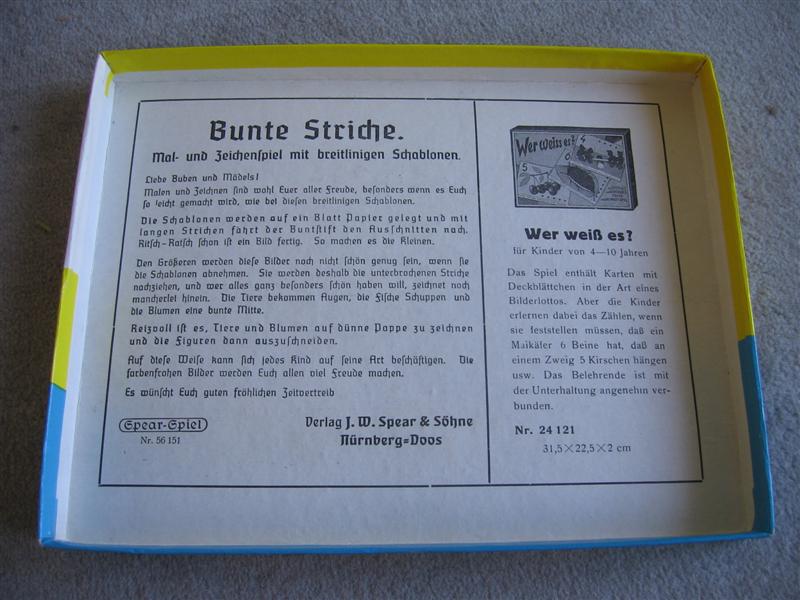 Bunte Striche.
Mal- und Zeichenspiel mit breitlinigen Schablonen.
Liebe Buben und Mädels!
Malen und Zeichnen sind wohl Euer aller Freude, besonders wenn es Euch
so leicht gemacht wird, wie bei diesen breitlinigen Schablonen.
Die Schablonen werden auf ein Blatt Papier gelegt und mit
langen Strichen fährt der Buntstift den Ausschnitten nach.
Ritsch-Ratsch schon ist ein Bild fertig. So machen es die Kleinen.
Den Größeren werden diese Bilder noch nicht schön genug sein, wenn sie
die Schablonen abnehmen. Sie werden deshalb die unterbrochenen Striche
nachziehen, und wer alles ganz besonders schön haben will, zeichnet noch
mancherlei hinein. Die Tiere bekommen Augen, die Fische Schuppen und
die Blumen eine bunte Mitte.
Reizvoll ist es, Tiere und Blumen auf dünne Pappe zu zeichnen
und die Figuren dann auszuschneiden.
Auf diese Weise kann sich jedes Kind auf seine Art beschäftigen. Die
farbenfrohen Bilder werden Euch allen viel Freude machen.
Es wünscht Euch guten fröhlichen Zeitvertreib
Spear-Spiel
Nr. 56 151
Verlag J. W. Spear & Söhne
Nürnberg=Doos
Wer weiss es?
5
6
4
Wer weiß es?
für Kinder von 4—10 Jahren
Das Spiel enthält Karten mit
Deckblättchen in der Art eines
Bilderlottos. Aber die Kinder
erlernen dabei das Zählen, wenn
sie feststellen müssen, daß ein
Maikäfer 6 Beine hat, daß an
einem Zweig 5 Kirschen hängen
usw. Das Belehrende ist mit
der Unterhaltung angenehm ver-
bunden.
Nr. 24 121
31,5×22,5×2 cm